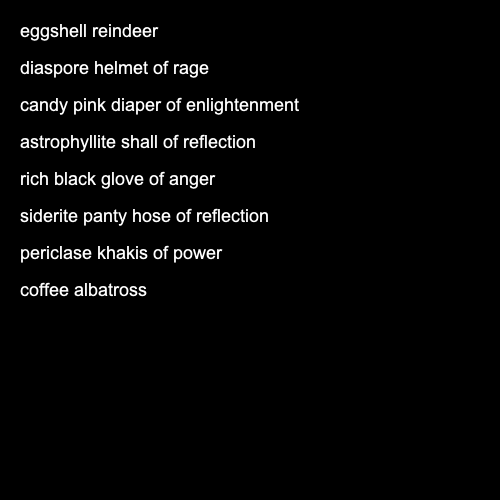 eggshell reindeer
diaspore helmet of rage
candy pink diaper of enlightenment
astrophyllite shall of reflection
rich black glove of anger
siderite panty hose of reflection
periclase khakis of power
coffee albatross